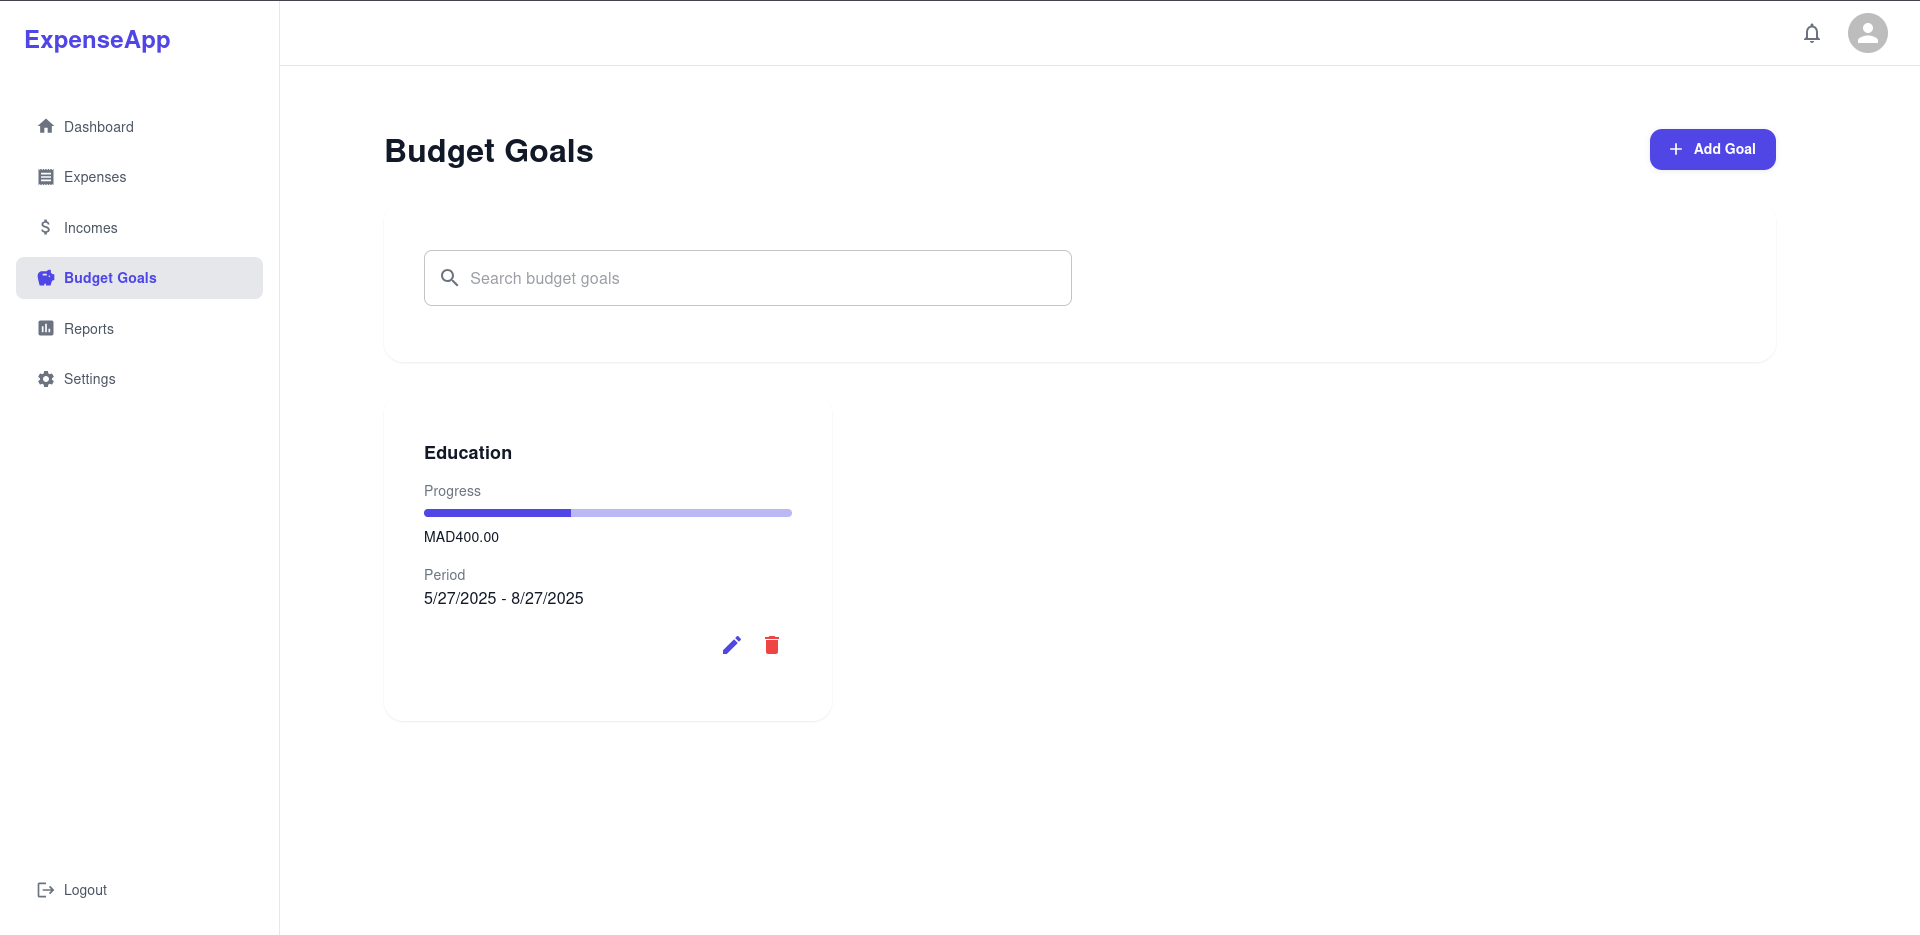 ExpenseApp
Dashboard
Expenses
Incomes
Budget Goals
Reports
Settings
Logout
Budget Goals
Add Goal
Search budget goals
Education
Progress
MAD400.00
Period
5/27/2025 - 8/27/2025